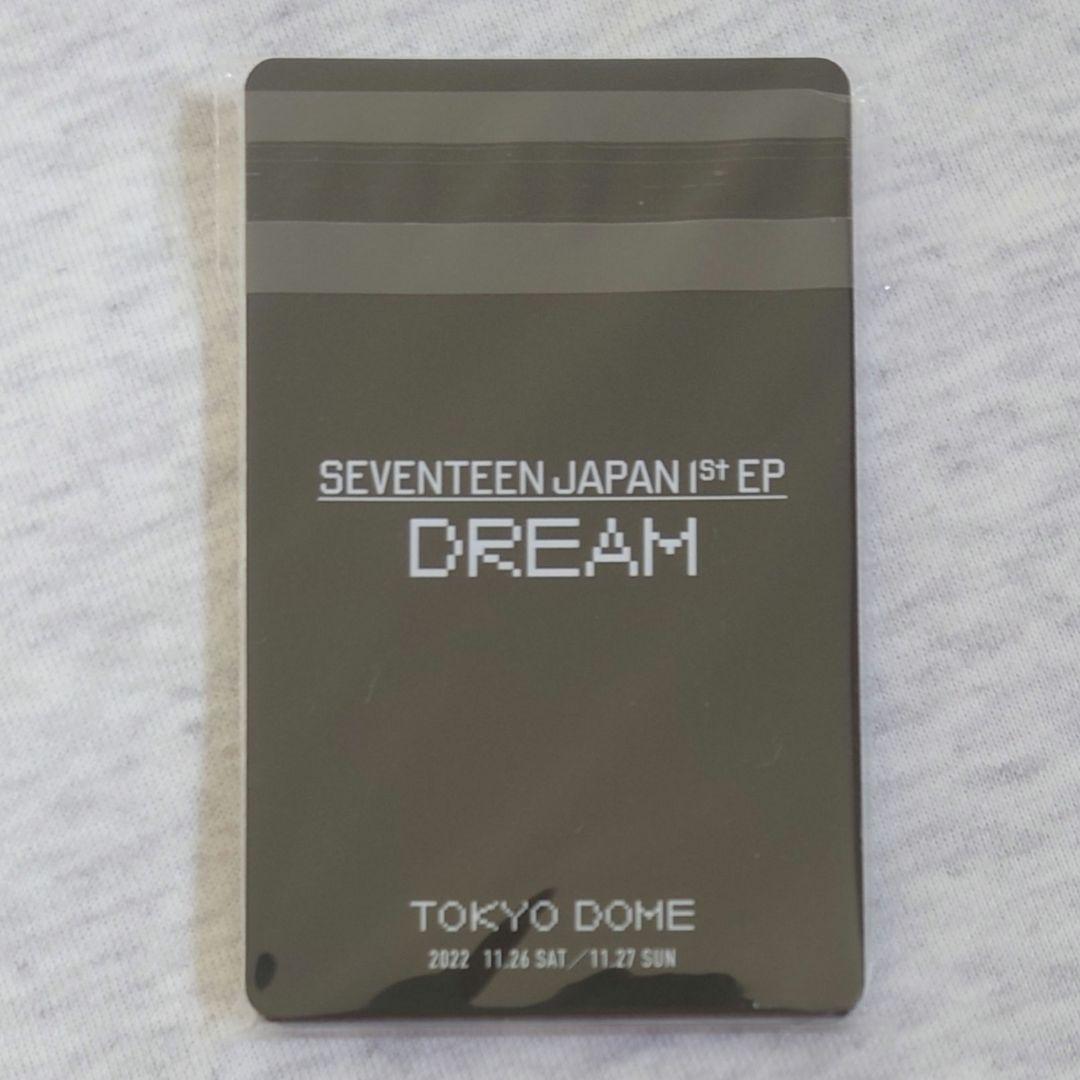 SEVENTEEN JAPAN 1st EP
DREAM
TOKYO DOME
2022 11.26 SAT／11.27 SUN